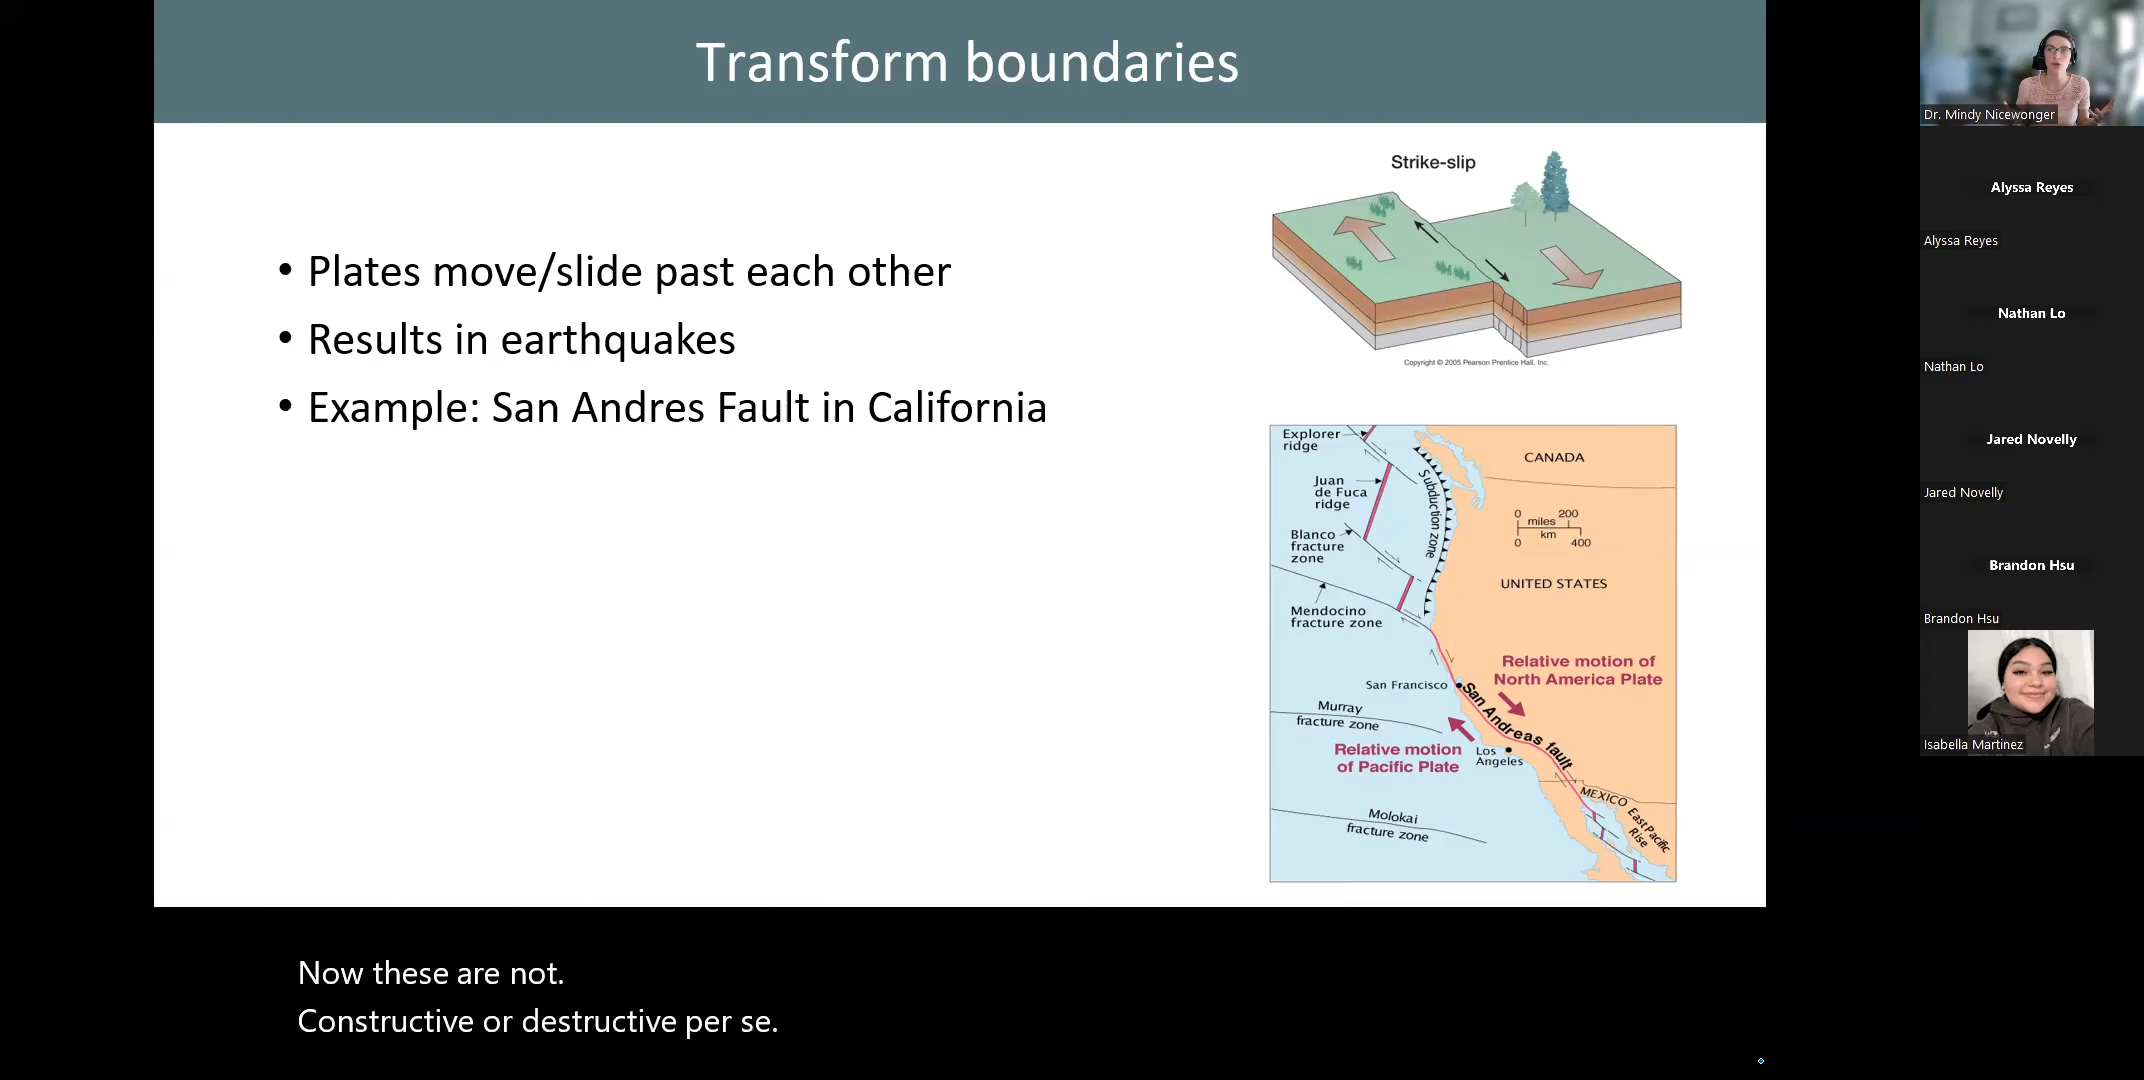 Transform boundaries
• Plates move/slide past each other
• Results in earthquakes
• Example: San Andres Fault in California
Strike-slip
Copyright © 2005 Pearson Prentice Hall, Inc.
Explorer
ridge
CANADA
Juan
de Fuca
ridge
Subduction zone
0 200
miles
km
0 400
Blanco
fracture
zone
UNITED STATES
Mendocino
fracture zone
Relative motion of
North America Plate
San Francisco
San Andreas fault
Murray
fracture zone
Relative motion
of Pacific Plate
Los
Angeles
MEXICO
East Pacific
Rise
Molokai
fracture zone
Now these are not.
Constructive or destructive per se.
Dr. Mindy Nicewonger
Alyssa Reyes
Alyssa Reyes
Nathan Lo
Nathan Lo
Jared Novelly
Jared Novelly
Brandon Hsu
Brandon Hsu
Isabella Martinez